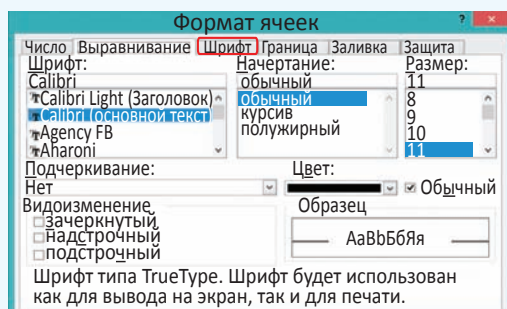 Формат ячеек
?
×
Число Выравнивание Шрифт Граница Заливка Защита
Шрифт: Начертание: Размер:
Calibri обычный 11
Calibri Light (Заголовок) обычный 8
Calibri (основной текст курсив 9
Agency FB полужирный 10
Aharoni 11
Подчеркивание: Цвет:
Нет Обычный
Видоизменение Образец
зачеркнутый
надстрочный АаВbБбЯя
подстрочный
Шрифт типа TrueType. Шрифт будет использован
как для вывода на экран, так и для печати.